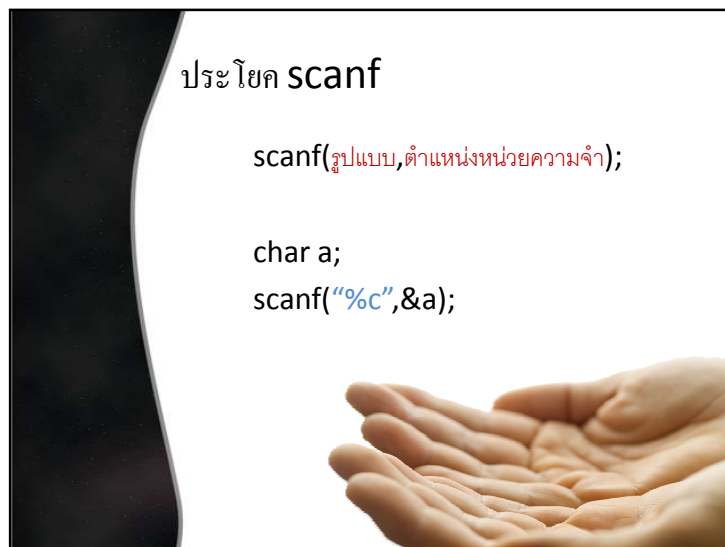 ประโยค scanf
scanf(รูปแบบ,ตำแหน่งหน่วยความจำ);
char a;
scanf(“%c”,&a);